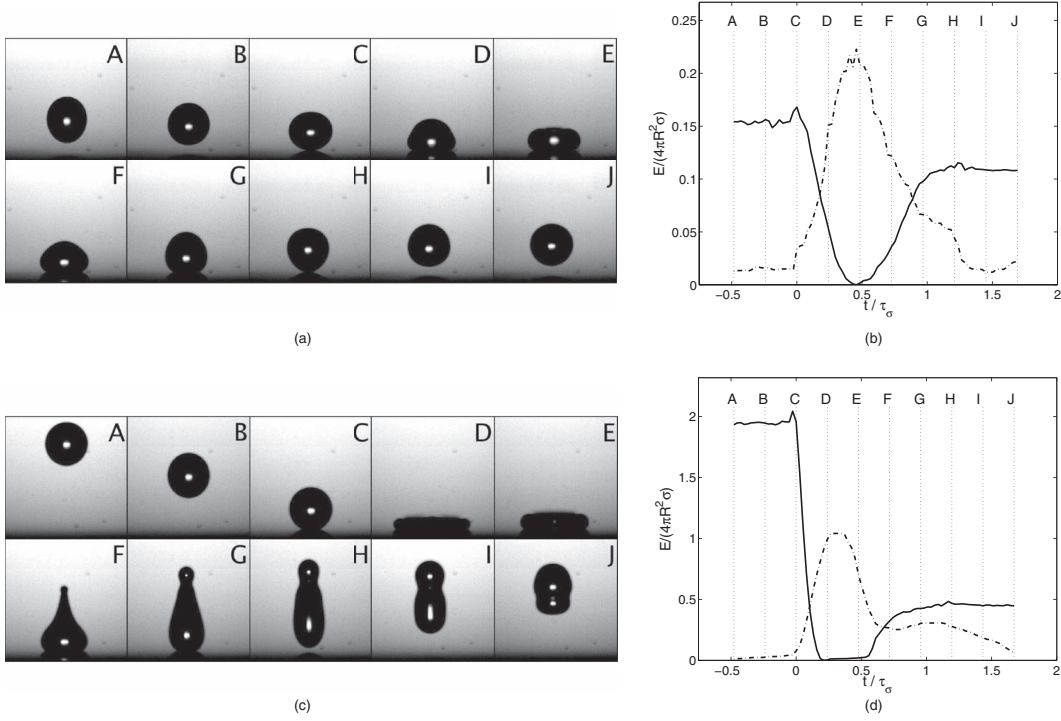 A B C D E
F G H I J
(a)
0.25
0.2
0.15
0.1
0.05
0
E/(4πR²σ)
A B C D E F G H I J
−0.5 0 0.5 1 1.5 2
t / τσ
(b)
A B C D E
F G H I J
(c)
2
1.5
1
0.5
0
E/(4πR²σ)
A B C D E F G H I J
−0.5 0 0.5 1 1.5 2
t / τσ
(d)